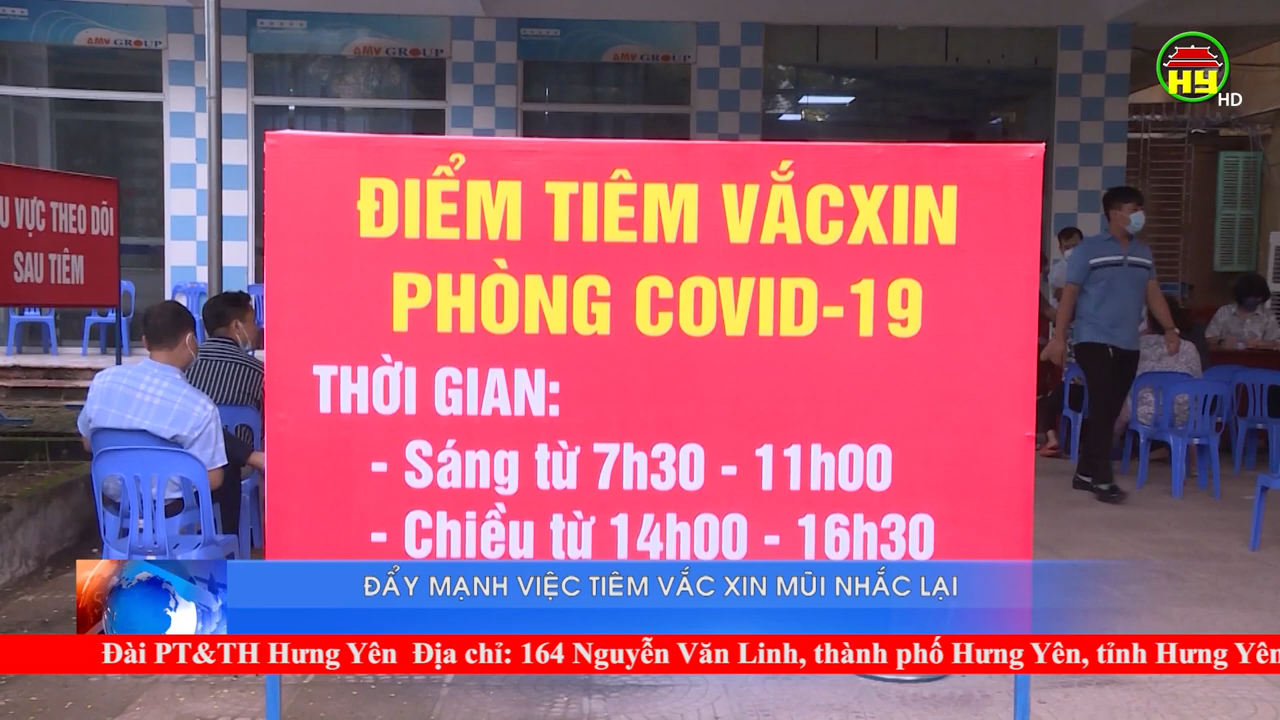 AMV GROUP
AMV GROUP
AMV GROUP
HY
HD
U VỰC THEO DÕI
SAU TIÊM
ĐIỂM TIÊM VẮCXIN
PHÒNG COVID-19
THỜI GIAN:
- Sáng từ 7h30 - 11h00
- Chiều từ 14h00 - 16h30
ĐẨY MẠNH VIỆC TIÊM VẮC XIN MŨI NHẮC LẠI
Đài PT&TH Hưng Yên Địa chỉ: 164 Nguyễn Văn Linh, thành phố Hưng Yên, tỉnh Hưng Yên